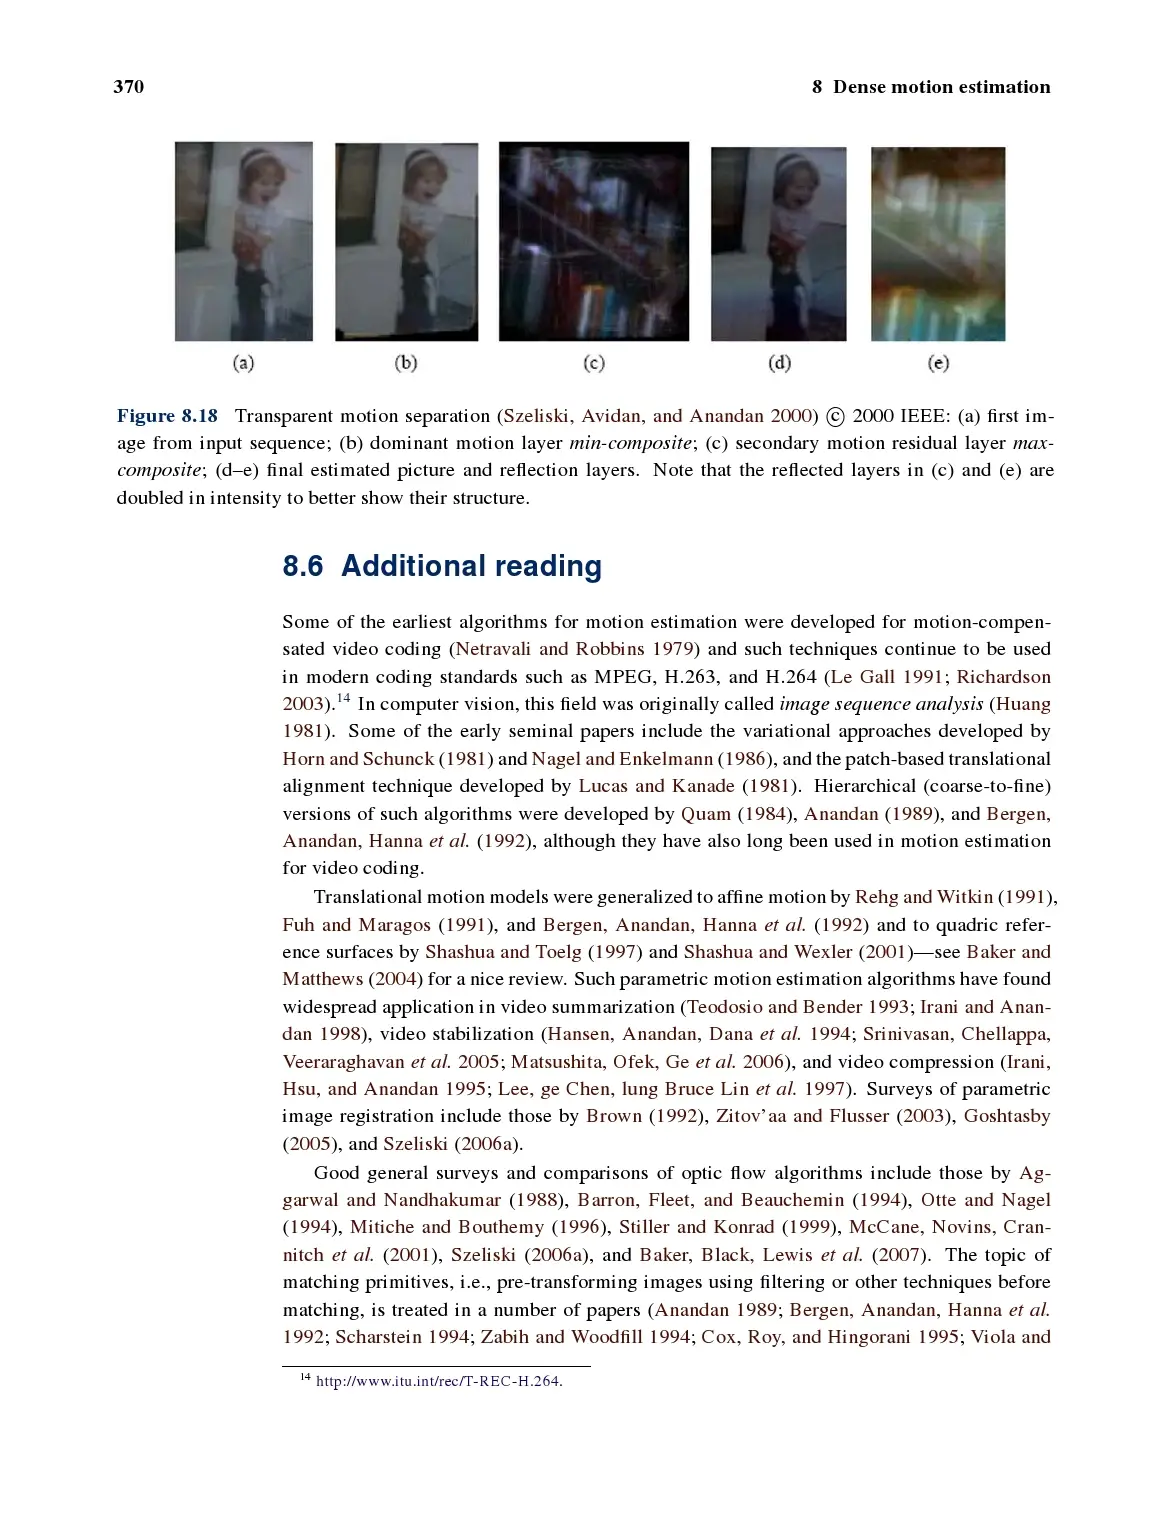 370
8 Dense motion estimation
(a) (b) (c) (d) (e)
Figure 8.18 Transparent motion separation (Szeliski, Avidan, and Anandan 2000) © 2000 IEEE: (a) first im-
age from input sequence; (b) dominant motion layer min-composite; (c) secondary motion residual layer max-
composite; (d–e) final estimated picture and reflection layers. Note that the reflected layers in (c) and (e) are
doubled in intensity to better show their structure.
8.6 Additional reading
Some of the earliest algorithms for motion estimation were developed for motion-compen-
sated video coding (Netravali and Robbins 1979) and such techniques continue to be used
in modern coding standards such as MPEG, H.263, and H.264 (Le Gall 1991; Richardson
2003).14 In computer vision, this field was originally called image sequence analysis (Huang
1981). Some of the early seminal papers include the variational approaches developed by
Horn and Schunck (1981) and Nagel and Enkelmann (1986), and the patch-based translational
alignment technique developed by Lucas and Kanade (1981). Hierarchical (coarse-to-fine)
versions of such algorithms were developed by Quam (1984), Anandan (1989), and Bergen,
Anandan, Hanna et al. (1992), although they have also long been used in motion estimation
for video coding.
Translational motion models were generalized to affine motion by Rehg and Witkin (1991),
Fuh and Maragos (1991), and Bergen, Anandan, Hanna et al. (1992) and to quadric refer-
ence surfaces by Shashua and Toelg (1997) and Shashua and Wexler (2001)—see Baker and
Matthews (2004) for a nice review. Such parametric motion estimation algorithms have found
widespread application in video summarization (Teodosio and Bender 1993; Irani and Anan-
dan 1998), video stabilization (Hansen, Anandan, Dana et al. 1994; Srinivasan, Chellappa,
Veeraraghavan et al. 2005; Matsushita, Ofek, Ge et al. 2006), and video compression (Irani,
Hsu, and Anandan 1995; Lee, ge Chen, lung Bruce Lin et al. 1997). Surveys of parametric
image registration include those by Brown (1992), Zitov'aa and Flusser (2003), Goshtasby
(2005), and Szeliski (2006a).
Good general surveys and comparisons of optic flow algorithms include those by Ag-
garwal and Nandhakumar (1988), Barron, Fleet, and Beauchemin (1994), Otte and Nagel
(1994), Mitiche and Bouthemy (1996), Stiller and Konrad (1999), McCane, Novins, Cran-
nitch et al. (2001), Szeliski (2006a), and Baker, Black, Lewis et al. (2007). The topic of
matching primitives, i.e., pre-transforming images using filtering or other techniques before
matching, is treated in a number of papers (Anandan 1989; Bergen, Anandan, Hanna et al.
1992; Scharstein 1994; Zabih and Woodfill 1994; Cox, Roy, and Hingorani 1995; Viola and
14 http://www.itu.int/rec/T-REC-H.264.